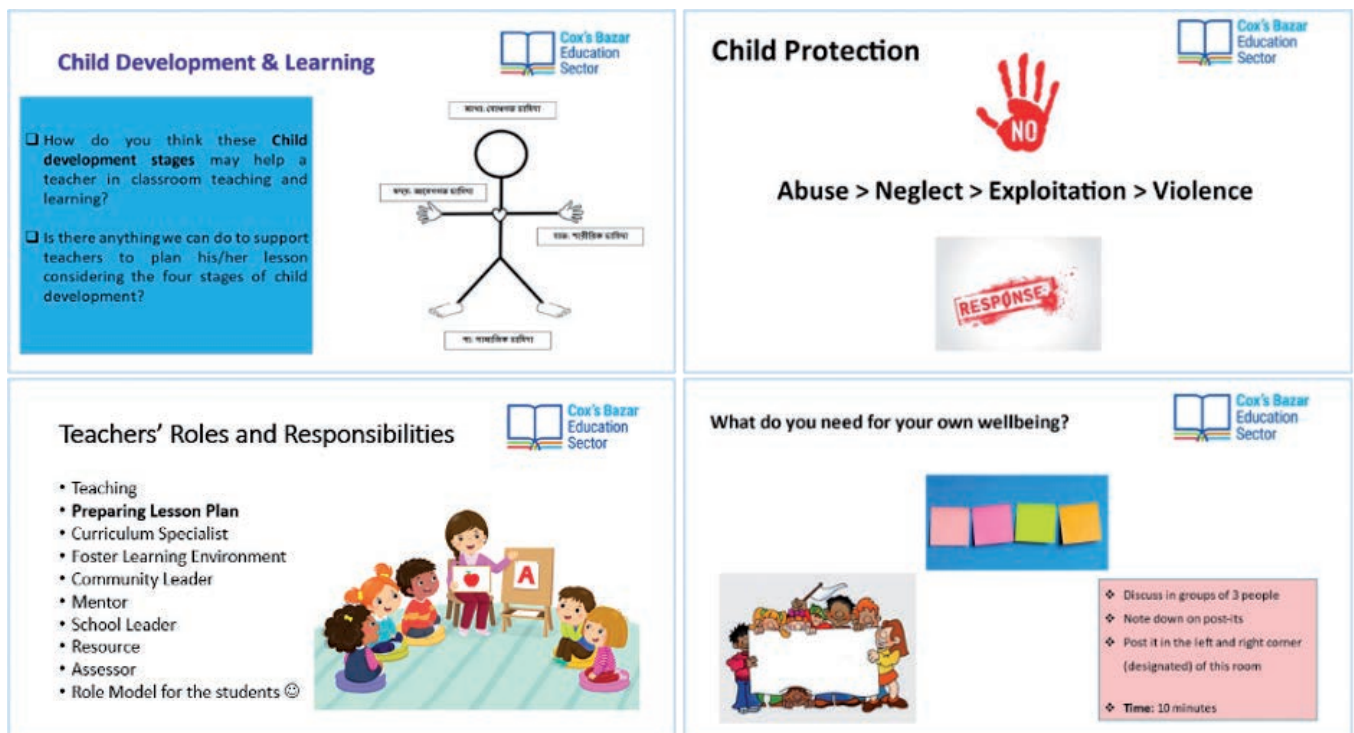 Child Development & Learning
Cox's Bazar
Education
Sector
❑ How do you think these Child
development stages may help a
teacher in classroom teaching and
learning?
❑ Is there anything we can do to support
teachers to plan his/her lesson
considering the four stages of child
development?
মাথা: বোধগত চাহিদা
হৃদয়: আবেগগত চাহিদা
হাত: শারীরিক চাহিদা
পা: সামাজিক চাহিদা
Child Protection
Cox's Bazar
Education
Sector
NO
Abuse > Neglect > Exploitation > Violence
RESPONSE
Teachers' Roles and Responsibilities
Cox's Bazar
Education
Sector
• Teaching
• Preparing Lesson Plan
• Curriculum Specialist
• Foster Learning Environment
• Community Leader
• Mentor
• School Leader
• Resource
• Assessor
• Role Model for the students ☺
A
What do you need for your own wellbeing?
Cox's Bazar
Education
Sector
❖ Discuss in groups of 3 people
❖ Note down on post-its
❖ Post it in the left and right corner
(designated) of this room
❖ Time: 10 minutes